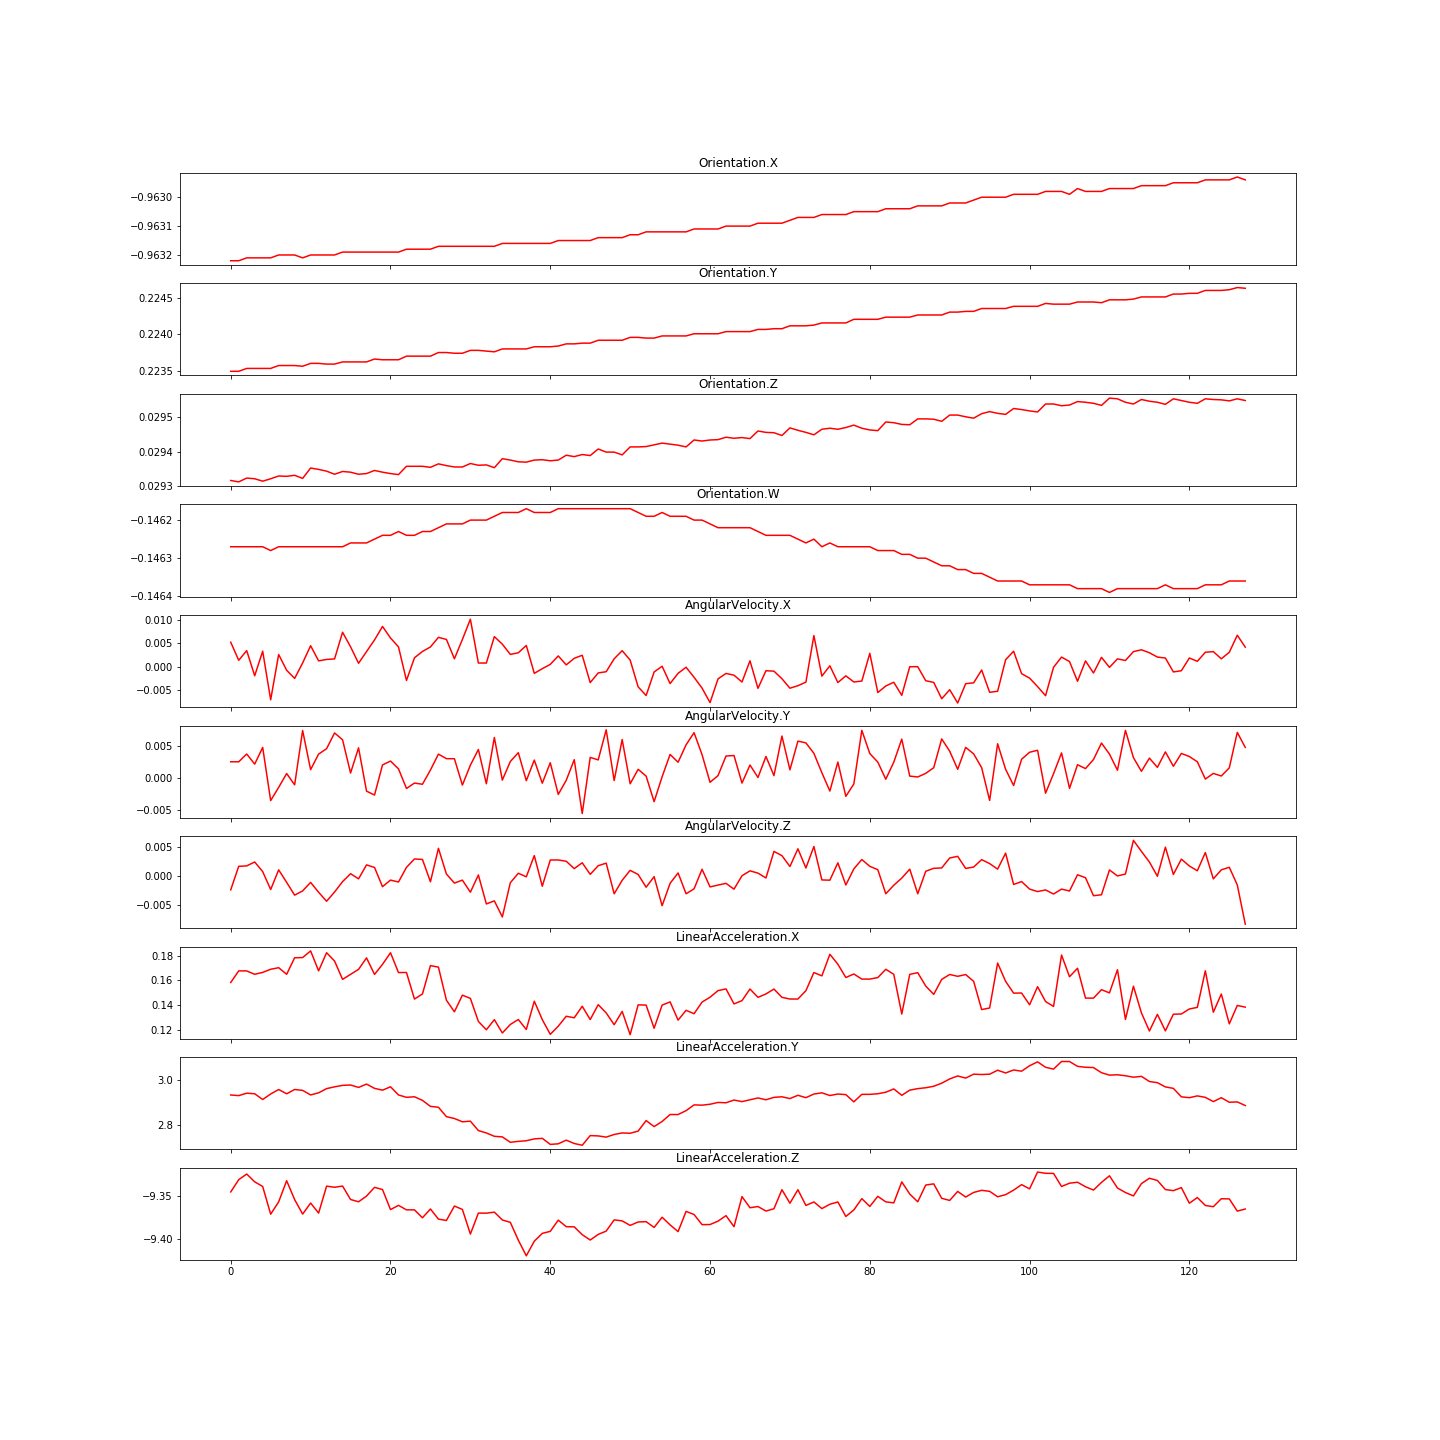 Orientation.X
−0.9630
−0.9631
−0.9632
Orientation.Y
0.2245
0.2240
0.2235
Orientation.Z
0.0295
0.0294
0.0293
Orientation.W
−0.1462
−0.1463
−0.1464
AngularVelocity.X
0.010
0.005
0.000
−0.005
AngularVelocity.Y
0.005
0.000
−0.005
AngularVelocity.Z
0.005
0.000
−0.005
LinearAcceleration.X
0.18
0.16
0.14
0.12
LinearAcceleration.Y
3.0
2.8
LinearAcceleration.Z
−9.35
−9.40
0 20 40 60 80 100 120